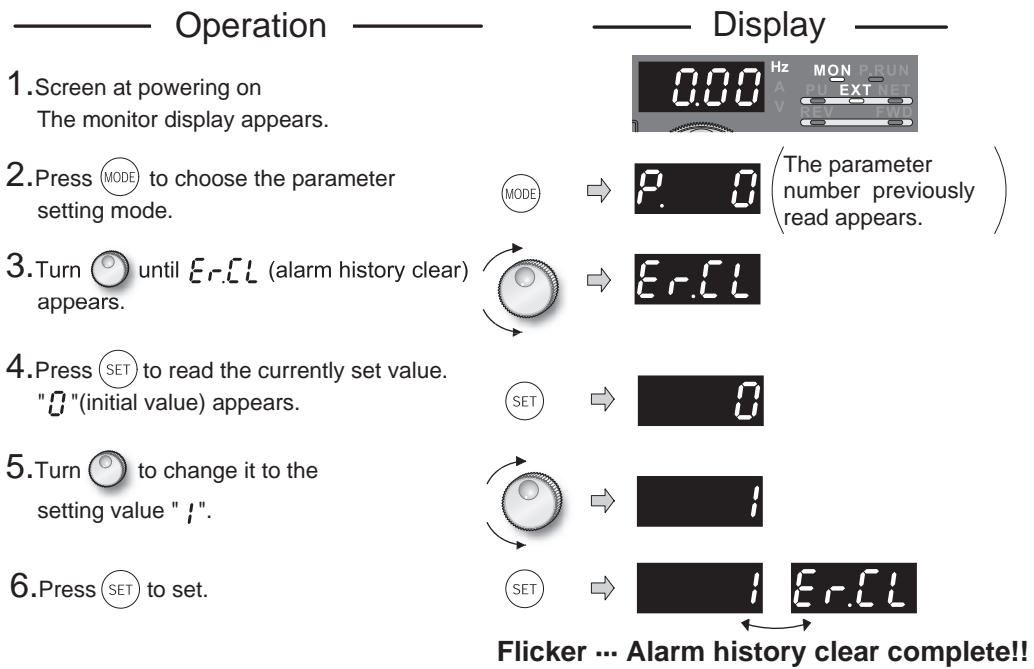 Operation
Display
1.Screen at powering on
The monitor display appears.
0.00 Hz A V MON P.RUN PU EXT NET REV FWD
2.Press MODE to choose the parameter
setting mode.
MODE
P. 0
The parameter
number previously
read appears.
3.Turn until Er.CL (alarm history clear)
appears.
Er.CL
4.Press SET to read the currently set value.
"0"(initial value) appears.
SET
0
5.Turn to change it to the
setting value " 1".
1
6.Press SET to set.
SET
1 Er.CL
Flicker ··· Alarm history clear complete!!